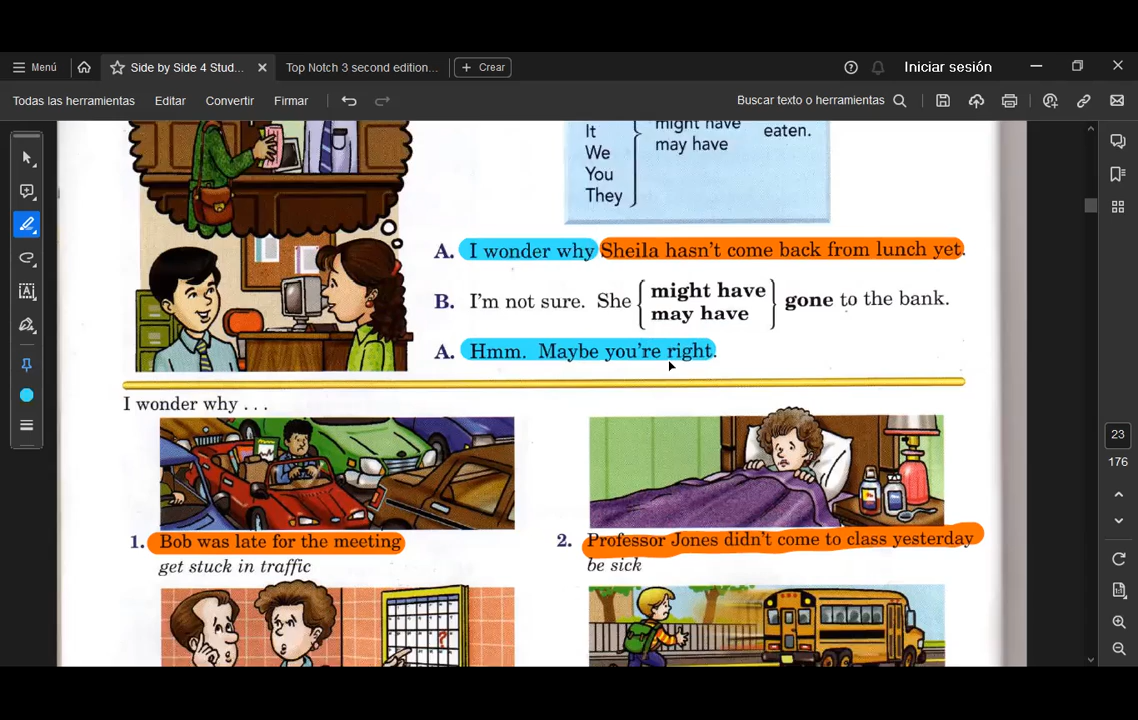 Menú
Side by Side 4 Stud...
Top Notch 3 second edition...
Crear
Iniciar sesión
Todas las herramientas
Editar
Convertir
Firmar
Buscar texto o herramientas
It
We
You
They
might have
may have
eaten.
A. I wonder why Sheila hasn't come back from lunch yet.
B. I'm not sure. She { might have / may have } gone to the bank.
A. Hmm. Maybe you're right.
I wonder why . . .
1. Bob was late for the meeting
get stuck in traffic
2. Professor Jones didn't come to class yesterday
be sick
?
23
176